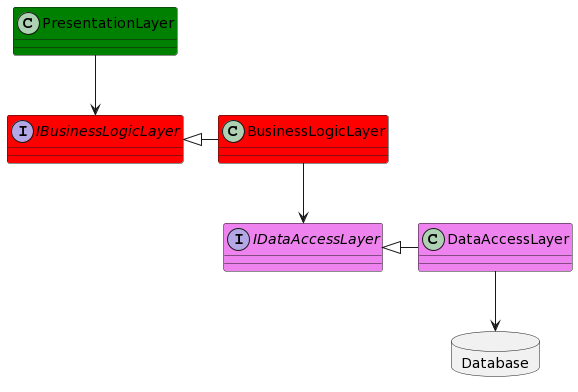 C PresentationLayer
I IBusinessLogicLayer
C BusinessLogicLayer
I IDataAccessLayer
C DataAccessLayer
Database